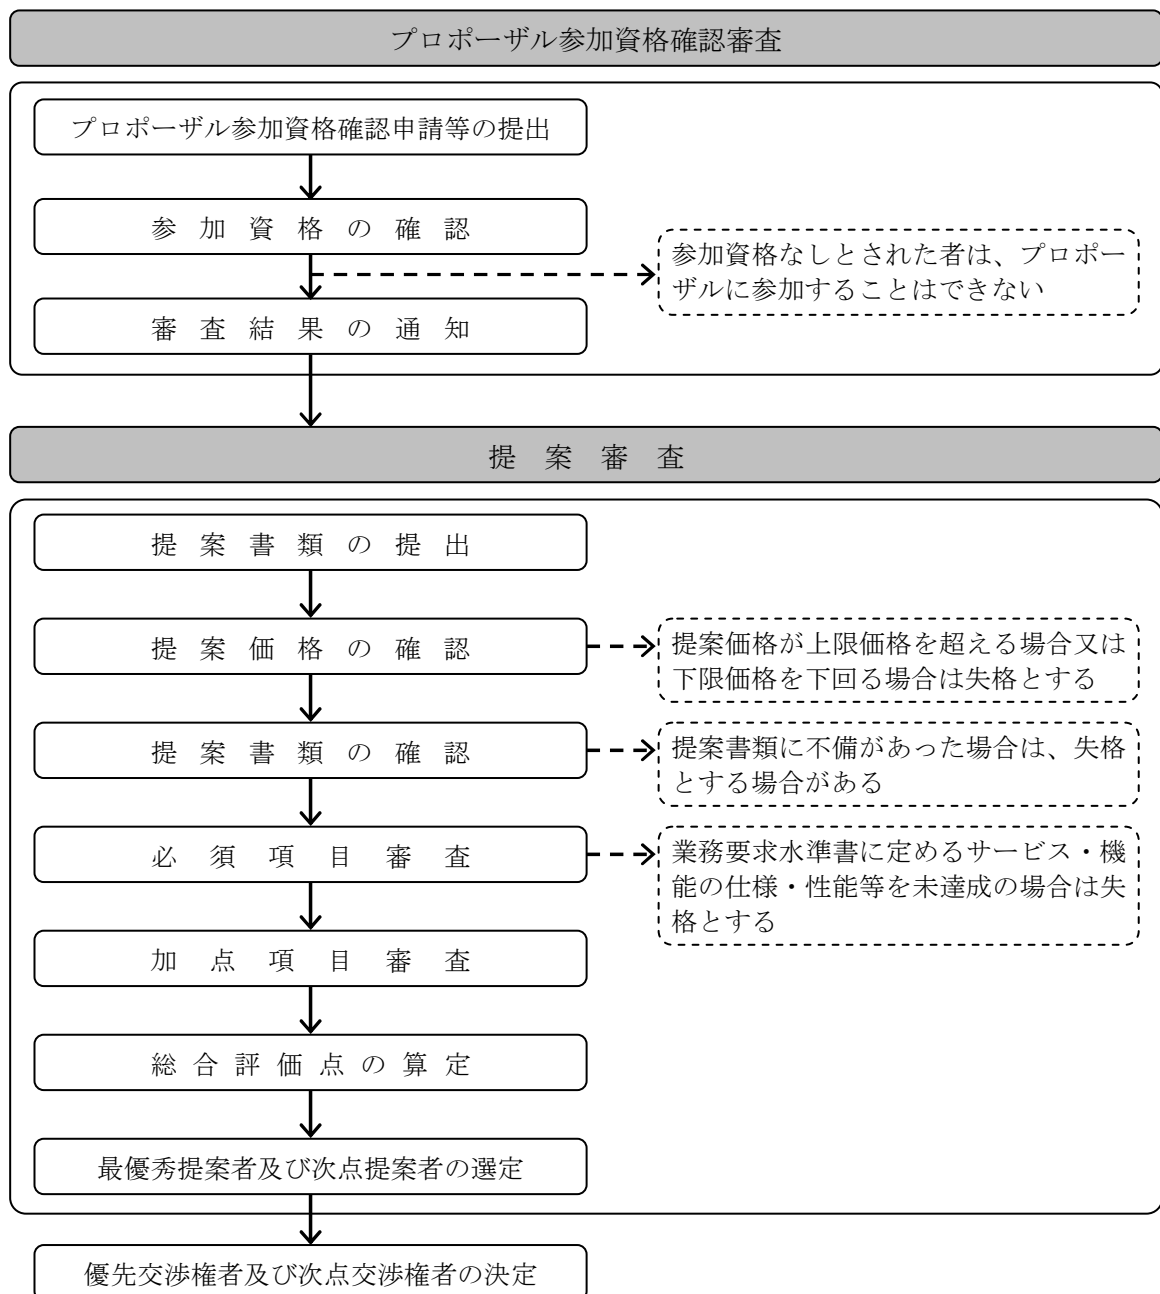 プロポーザル参加資格確認審査
プロポーザル参加資格確認申請等の提出
参加資格の確認
参加資格なしとされた者は、プロポー
ザルに参加することはできない
審査結果の通知
提案審査
提案書類の提出
提案価格の確認
提案価格が上限価格を超える場合又は
下限価格を下回る場合は失格とする
提案書類の確認
提案書類に不備があった場合は、失格
とする場合がある
必須項目審査
業務要求水準書に定めるサービス・機
能の仕様・性能等を未達成の場合は失
格とする
加点項目審査
総合評価点の算定
最優秀提案者及び次点提案者の選定
優先交渉権者及び次点交渉権者の決定